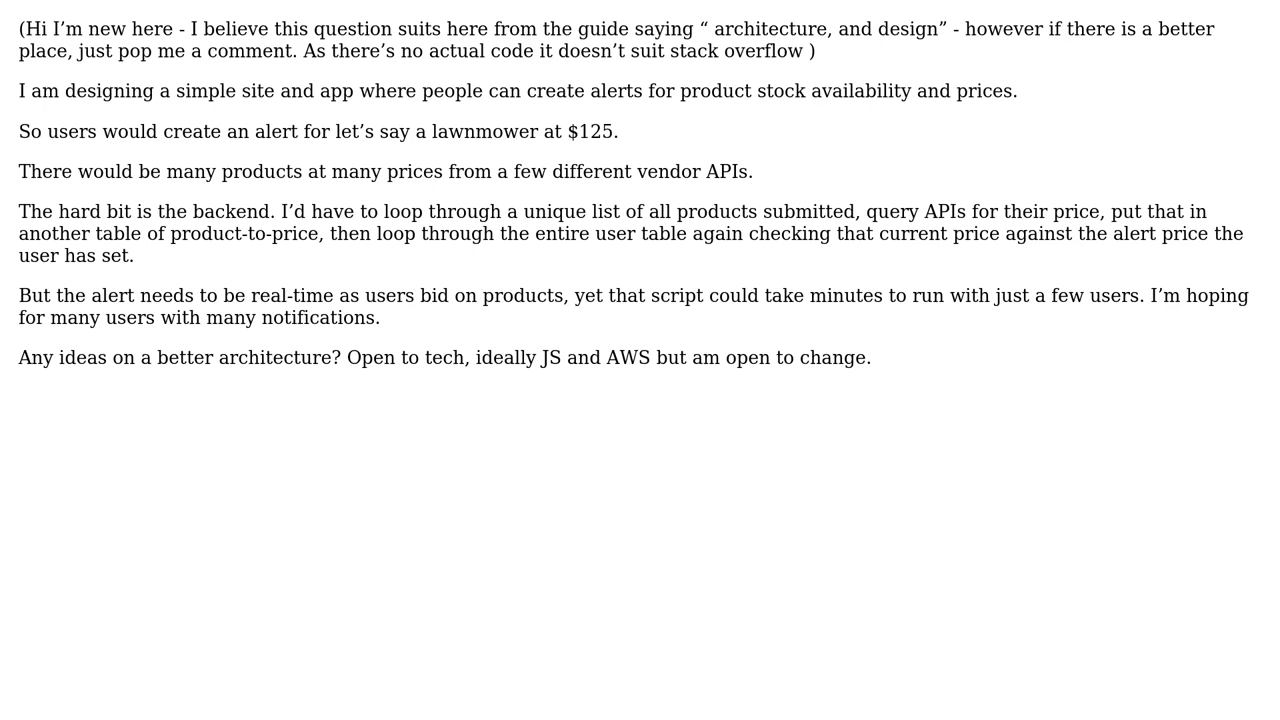 (Hi I’m new here - I believe this question suits here from the guide saying “ architecture, and design” - however if there is a better
place, just pop me a comment. As there’s no actual code it doesn’t suit stack overflow )
I am designing a simple site and app where people can create alerts for product stock availability and prices.
So users would create an alert for let’s say a lawnmower at $125.
There would be many products at many prices from a few different vendor APIs.
The hard bit is the backend. I’d have to loop through a unique list of all products submitted, query APIs for their price, put that in
another table of product-to-price, then loop through the entire user table again checking that current price against the alert price the
user has set.
But the alert needs to be real-time as users bid on products, yet that script could take minutes to run with just a few users. I’m hoping
for many users with many notifications.
Any ideas on a better architecture? Open to tech, ideally JS and AWS but am open to change.